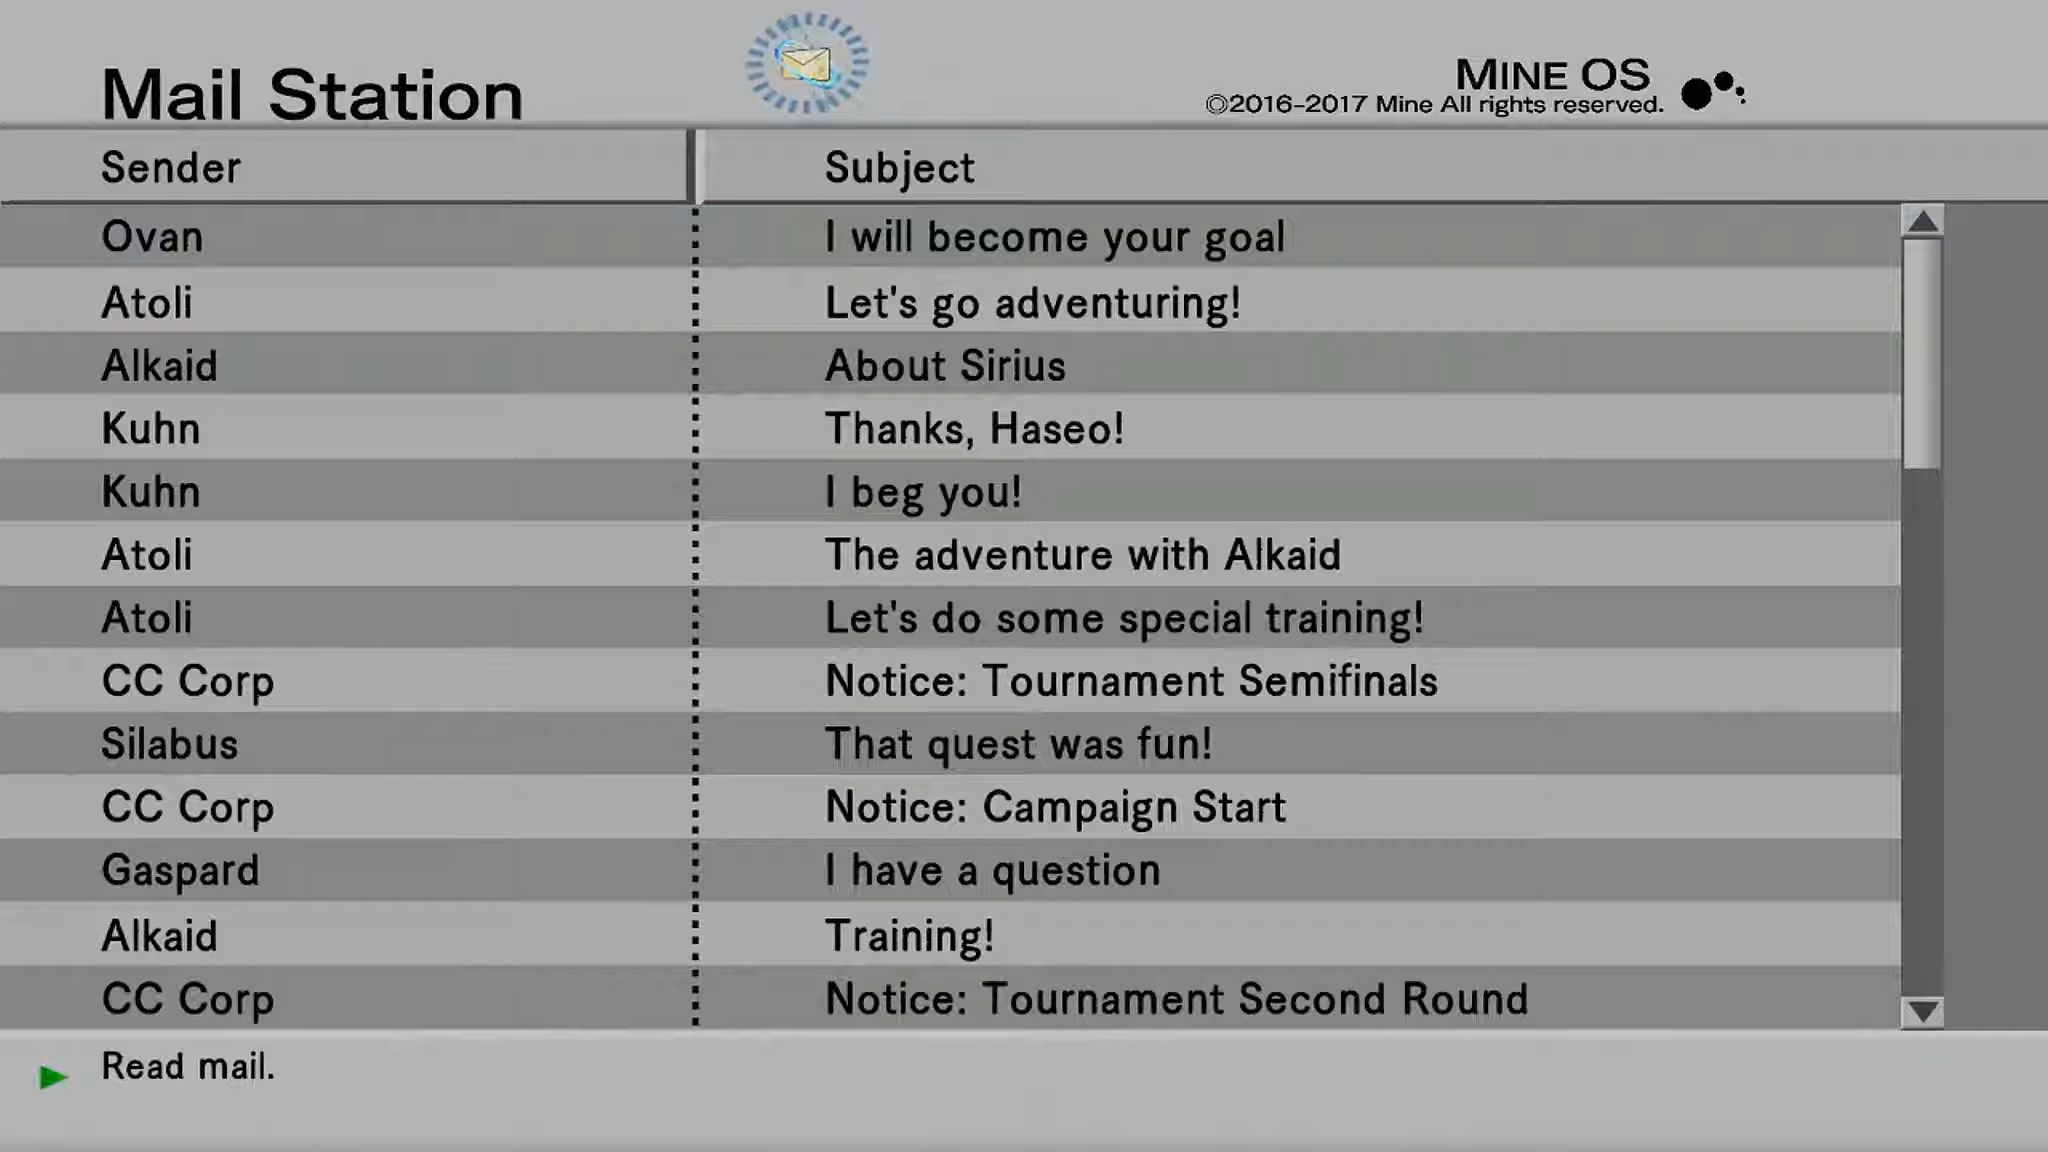 Mail Station
MINE OS
©2016-2017 Mine All rights reserved.
Sender Subject
Ovan I will become your goal
Atoli Let's go adventuring!
Alkaid About Sirius
Kuhn Thanks, Haseo!
Kuhn I beg you!
Atoli The adventure with Alkaid
Atoli Let's do some special training!
CC Corp Notice: Tournament Semifinals
Silabus That quest was fun!
CC Corp Notice: Campaign Start
Gaspard I have a question
Alkaid Training!
CC Corp Notice: Tournament Second Round
Read mail.